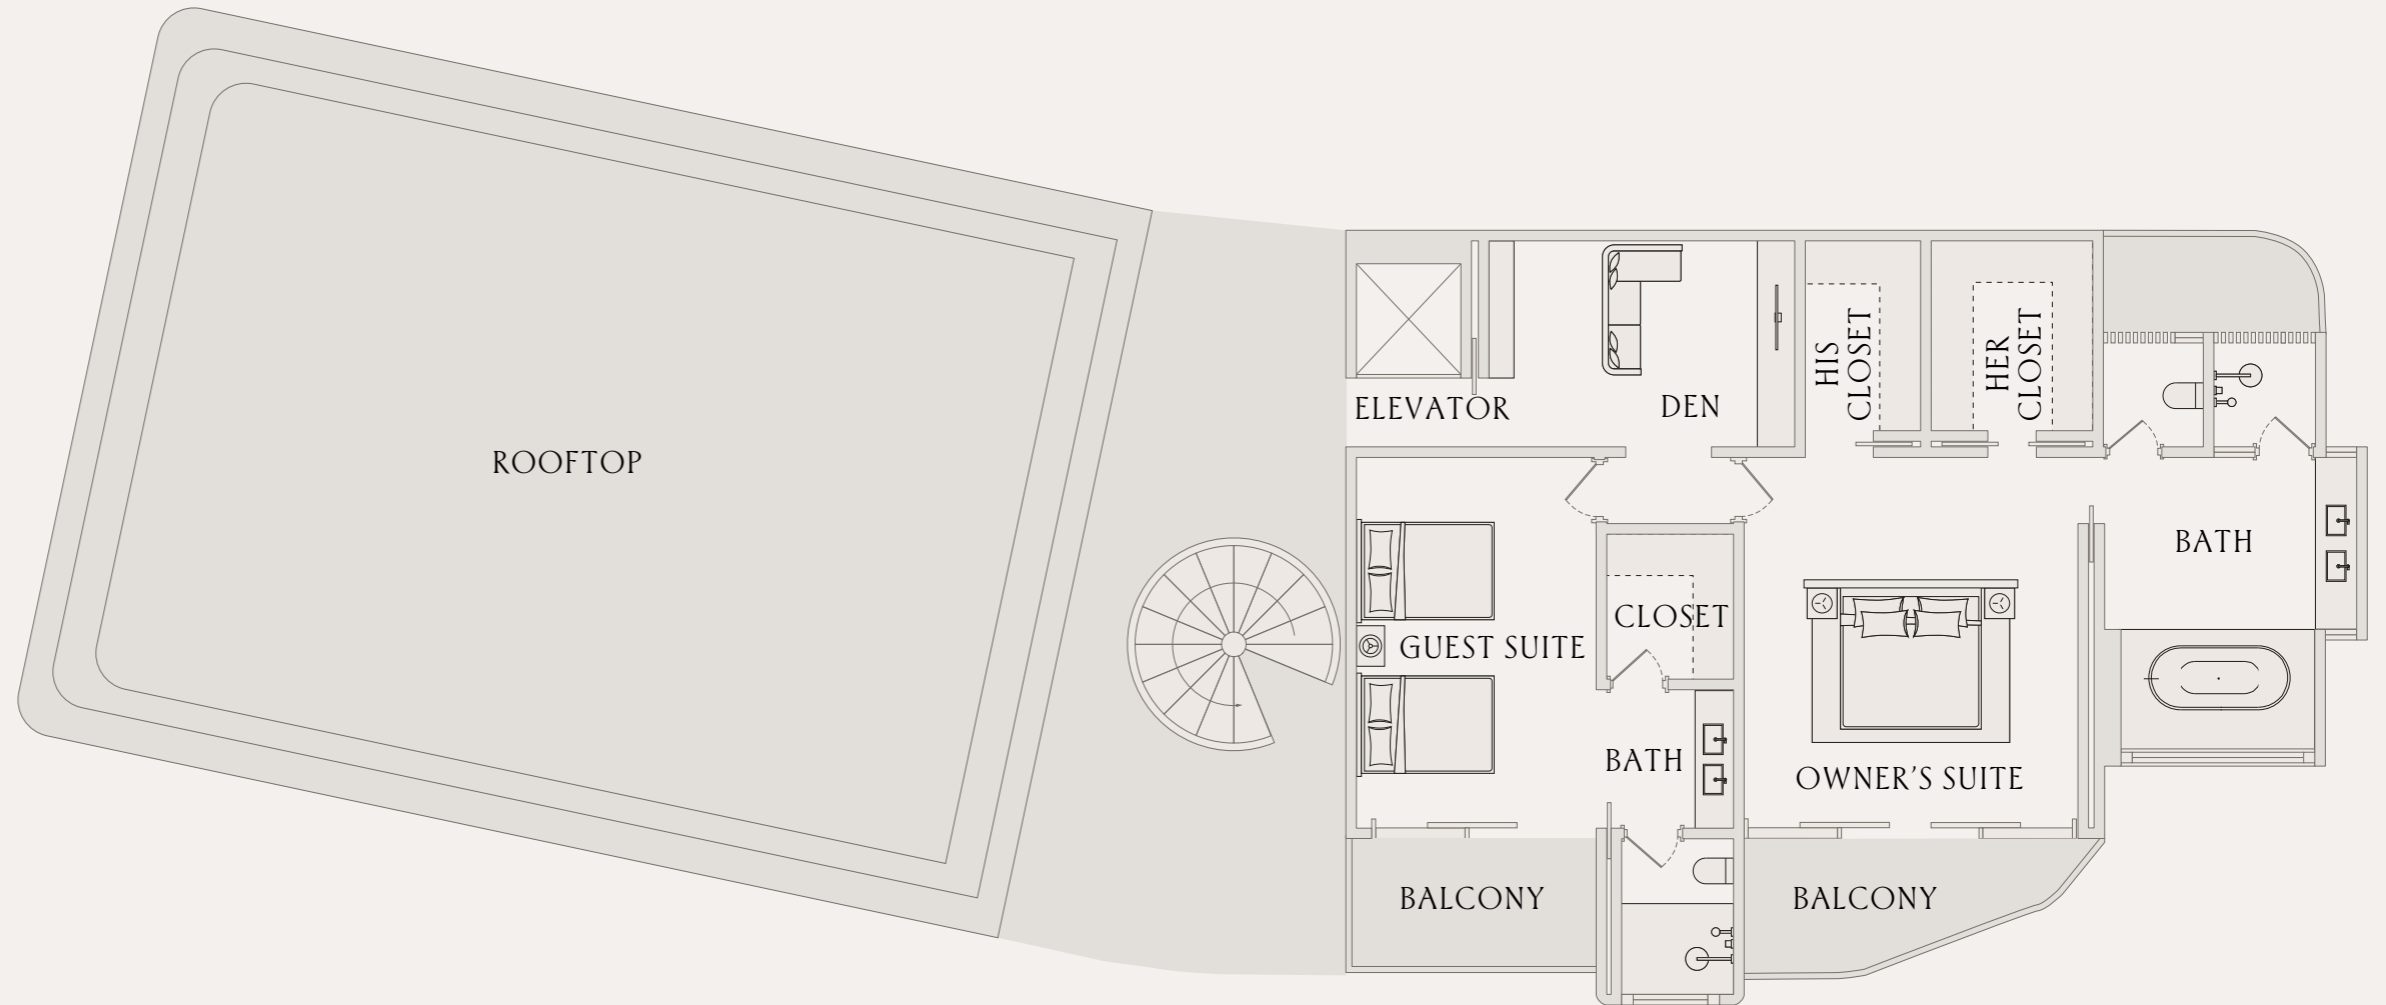 ROOFTOP
ELEVATOR
DEN
HIS
CLOSET
HER
CLOSET
BATH
CLOSET
GUEST SUITE
BATH
OWNER'S SUITE
BALCONY
BALCONY